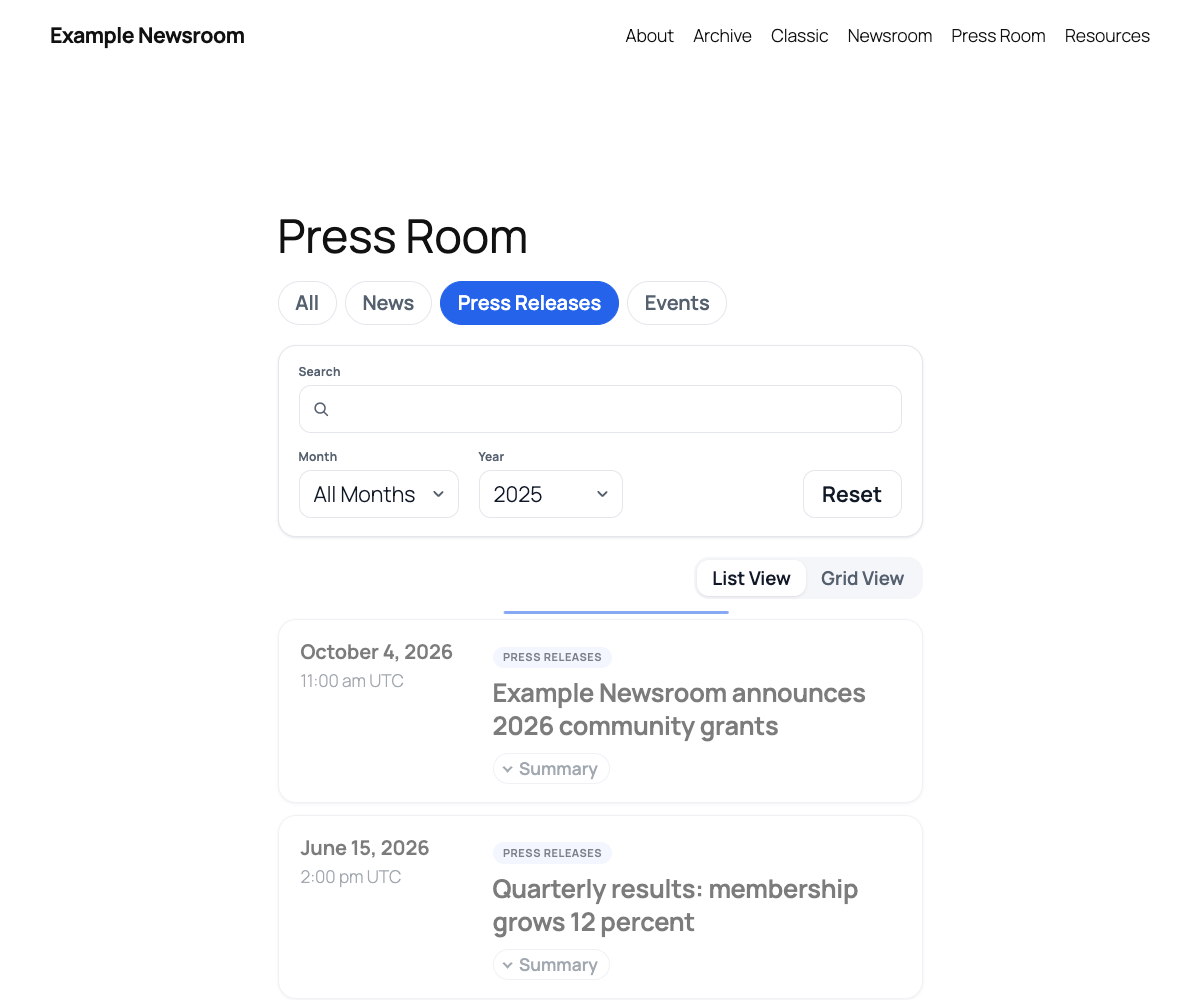 Example Newsroom
About Archive Classic Newsroom Press Room Resources
Press Room
All News Press Releases Events
Search
Month Year
All Months 2025 Reset
List View Grid View
October 4, 2026
11:00 am UTC
PRESS RELEASES
Example Newsroom announces
2026 community grants
Summary
June 15, 2026
2:00 pm UTC
PRESS RELEASES
Quarterly results: membership
grows 12 percent
Summary